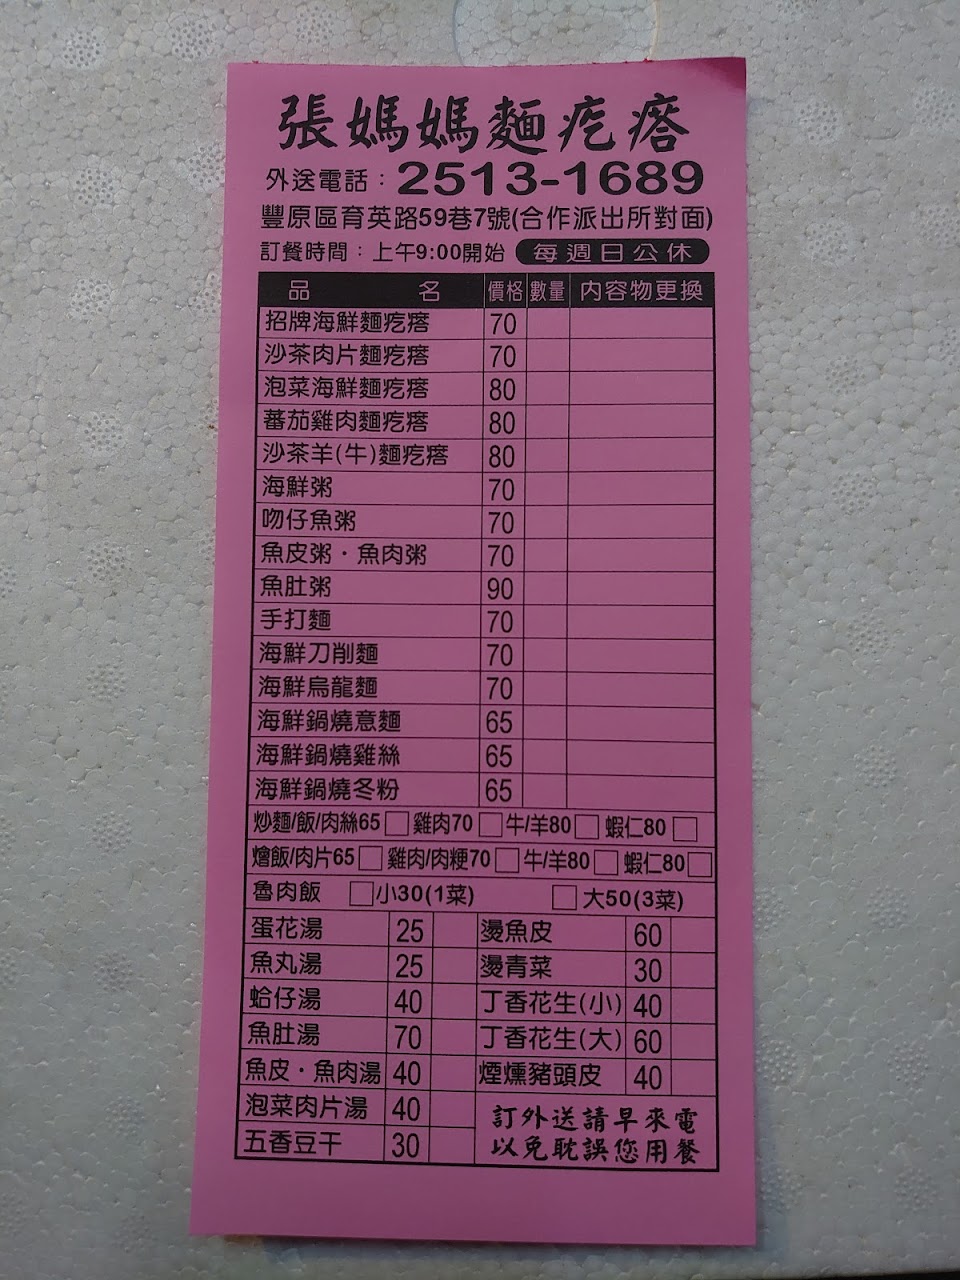 張媽媽麵疙瘩
外送電話：2513-1689
豐原區育英路59巷7號(合作派出所對面)
訂餐時間：上午9:00開始 每週日公休
品名 價格 數量 內容物更換
招牌海鮮麵疙瘩 70
沙茶肉片麵疙瘩 70
泡菜海鮮麵疙瘩 80
蕃茄雞肉麵疙瘩 80
沙茶羊(牛)麵疙瘩 80
海鮮粥 70
吻仔魚粥 70
魚皮粥．魚肉粥 70
魚肚粥 90
手打麵 70
海鮮刀削麵 70
海鮮烏龍麵 70
海鮮鍋燒意麵 65
海鮮鍋燒雞絲 65
海鮮鍋燒冬粉 65
炒麵/飯/肉絲65□ 雞肉70□ 牛/羊80□ 蝦仁80□
燴飯/肉片65□ 雞肉/肉粳70□ 牛/羊80□ 蝦仁80□
魯肉飯 □小30(1菜) □大50(3菜)
蛋花湯 25 燙魚皮 60
魚丸湯 25 燙青菜 30
蛤仔湯 40 丁香花生(小) 40
魚肚湯 70 丁香花生(大) 60
魚皮．魚肉湯 40 煙燻豬頭皮 40
泡菜肉片湯 40
五香豆干 30
訂外送請早來電
以免耽誤您用餐